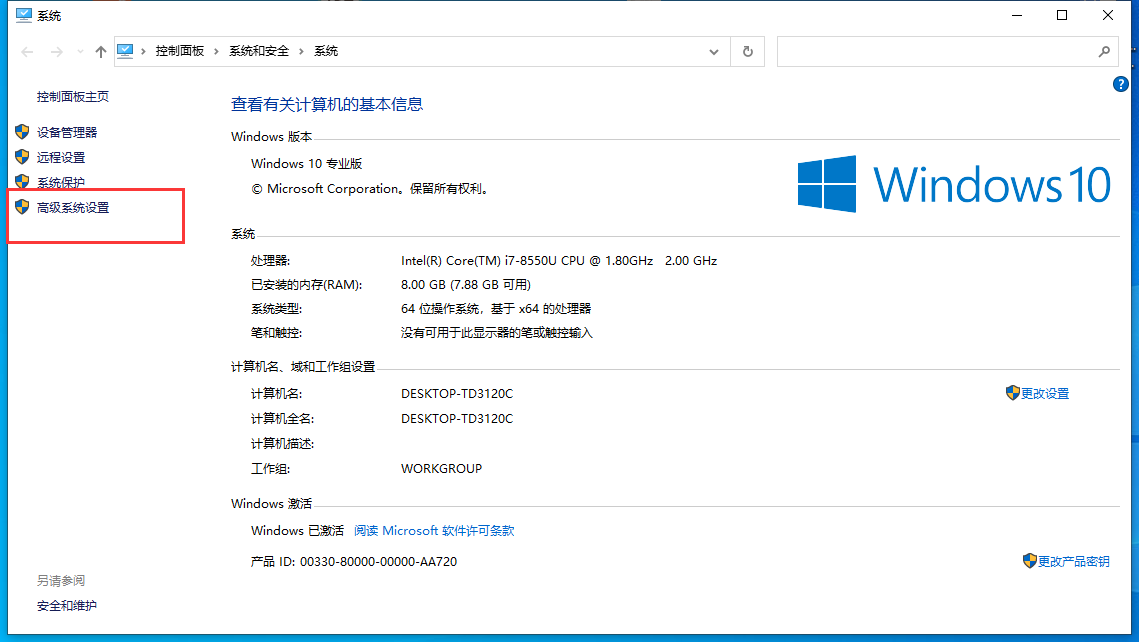 系统
控制面板 › 系统和安全 › 系统
控制面板主页
设备管理器
远程设置
系统保护
高级系统设置
查看有关计算机的基本信息
Windows 版本
Windows 10 专业版
© Microsoft Corporation。保留所有权利。
Windows 10
系统
处理器: Intel(R) Core(TM) i7-8550U CPU @ 1.80GHz 2.00 GHz
已安装的内存(RAM): 8.00 GB (7.88 GB 可用)
系统类型: 64 位操作系统，基于 x64 的处理器
笔和触控: 没有可用于此显示器的笔或触控输入
计算机名、域和工作组设置
计算机名: DESKTOP-TD3120C 更改设置
计算机全名: DESKTOP-TD3120C
计算机描述:
工作组: WORKGROUP
Windows 激活
Windows 已激活 阅读 Microsoft 软件许可条款
产品 ID: 00330-80000-00000-AA720 更改产品密钥
另请参阅
安全和维护